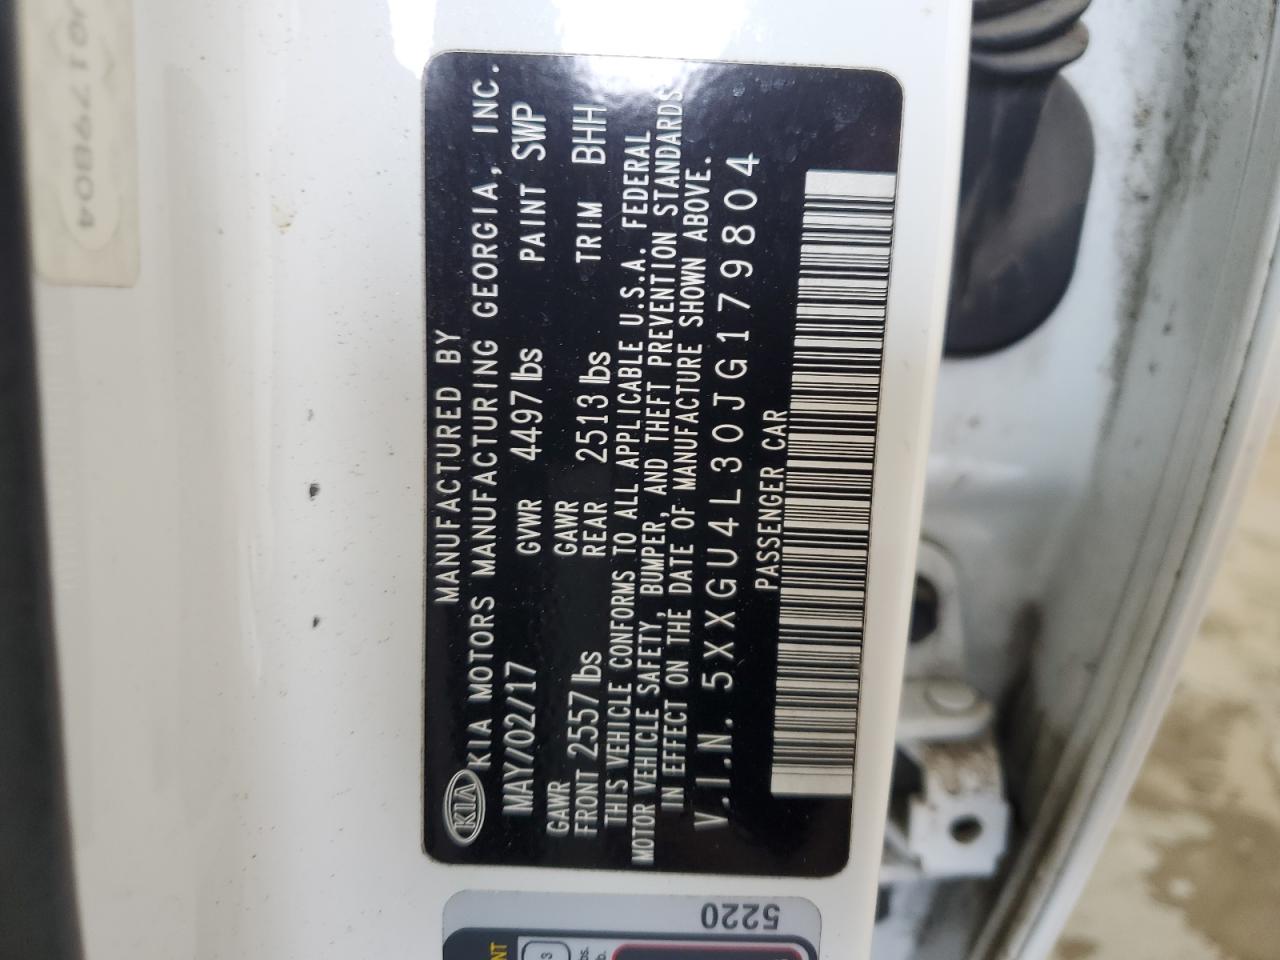 KIA
MANUFACTURED BY
KIA MOTORS MANUFACTURING GEORGIA, INC.
MAY/02/17 GVWR 4497 lbs PAINT SWP
GAWR FRONT 2557 lbs GAWR REAR 2513 lbs TRIM BHH
THIS VEHICLE CONFORMS TO ALL APPLICABLE U.S.A. FEDERAL
MOTOR VEHICLE SAFETY, BUMPER, AND THEFT PREVENTION STANDARDS
IN EFFECT ON THE DATE OF MANUFACTURE SHOWN ABOVE.
V.I.N. 5XXGU4L30JG179804
PASSENGER CAR
5220
3